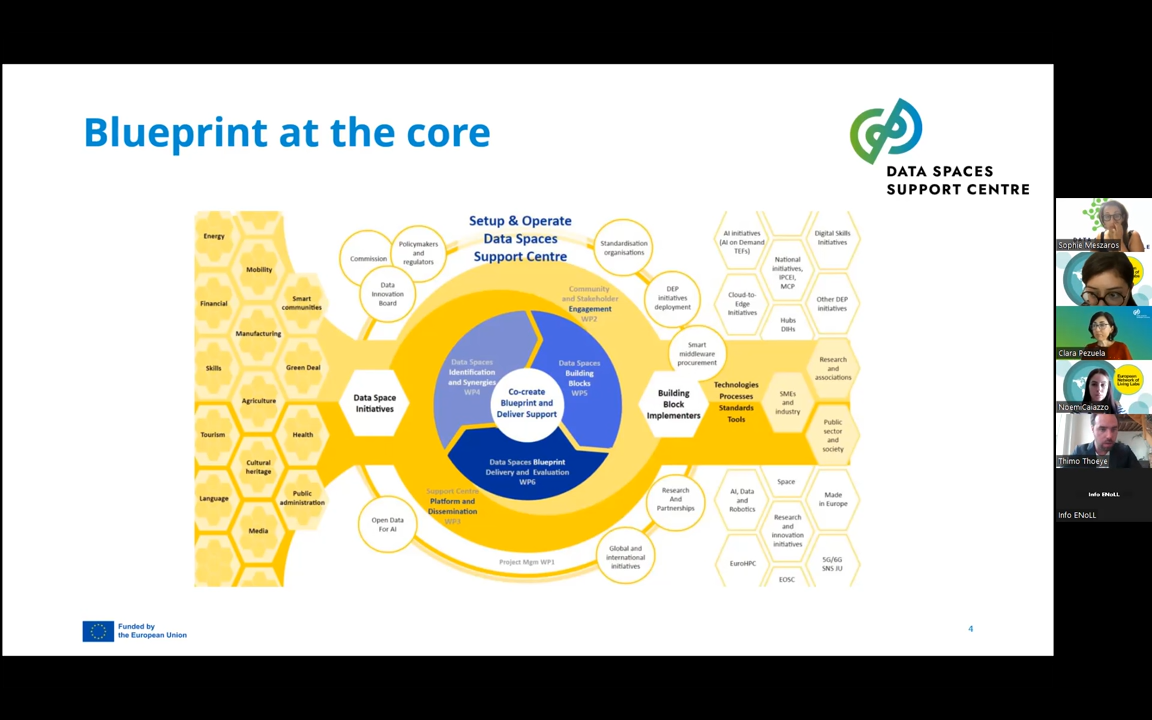 Blueprint at the core
DATA SPACES
SUPPORT CENTRE
Setup & Operate
Data Spaces
Support Centre
Energy
Mobility
Financial
Smart
communities
Manufacturing
Skills
Green Deal
Agriculture
Tourism
Health
Cultural
heritage
Language
Public
administration
Media
Commission
Policymakers
and
regulators
Data
Innovation
Board
Data Space
Initiatives
Open Data
For AI
Community
and Stakeholder
Engagement
WP2
Data Spaces
Identification
and Synergies
WP4
Data Spaces
Building
Blocks
WP5
Co-create
Blueprint and
Deliver Support
Data Spaces Blueprint
Delivery and Evaluation
WP6
Support Centre
Platform and
Dissemination
WP3
Project Mgm WP1
Standardisation
organisations
DEP
initiatives
deployment
Smart
middleware
procurement
Building
Block
Implementers
Research
And
Partnerships
Global and
international
initiatives
Technologies
Processes
Standards
Tools
AI initiatives
(AI on Demand
TEFs)
Digital Skills
Initiatives
National
initiatives,
IPCEI,
MCP
Cloud-to-
Edge
Initiatives
Other DEP
initiatives
Hubs
DIHs
Research
and
associations
SMEs
and
industry
Public
sector
and
society
AI, Data
and
Robotics
Space
Made
in Europe
Research
and
innovation
initiatives
EuroHPC
5G/6G
SNS JU
EOSC
Funded by
the European Union
4
Sophie Meszaros
Clara Pezuela
European
Network of
Living Labs
NoemiCaiazzo
Thimo Thoeye
Info ENoLL
Info ENoLL